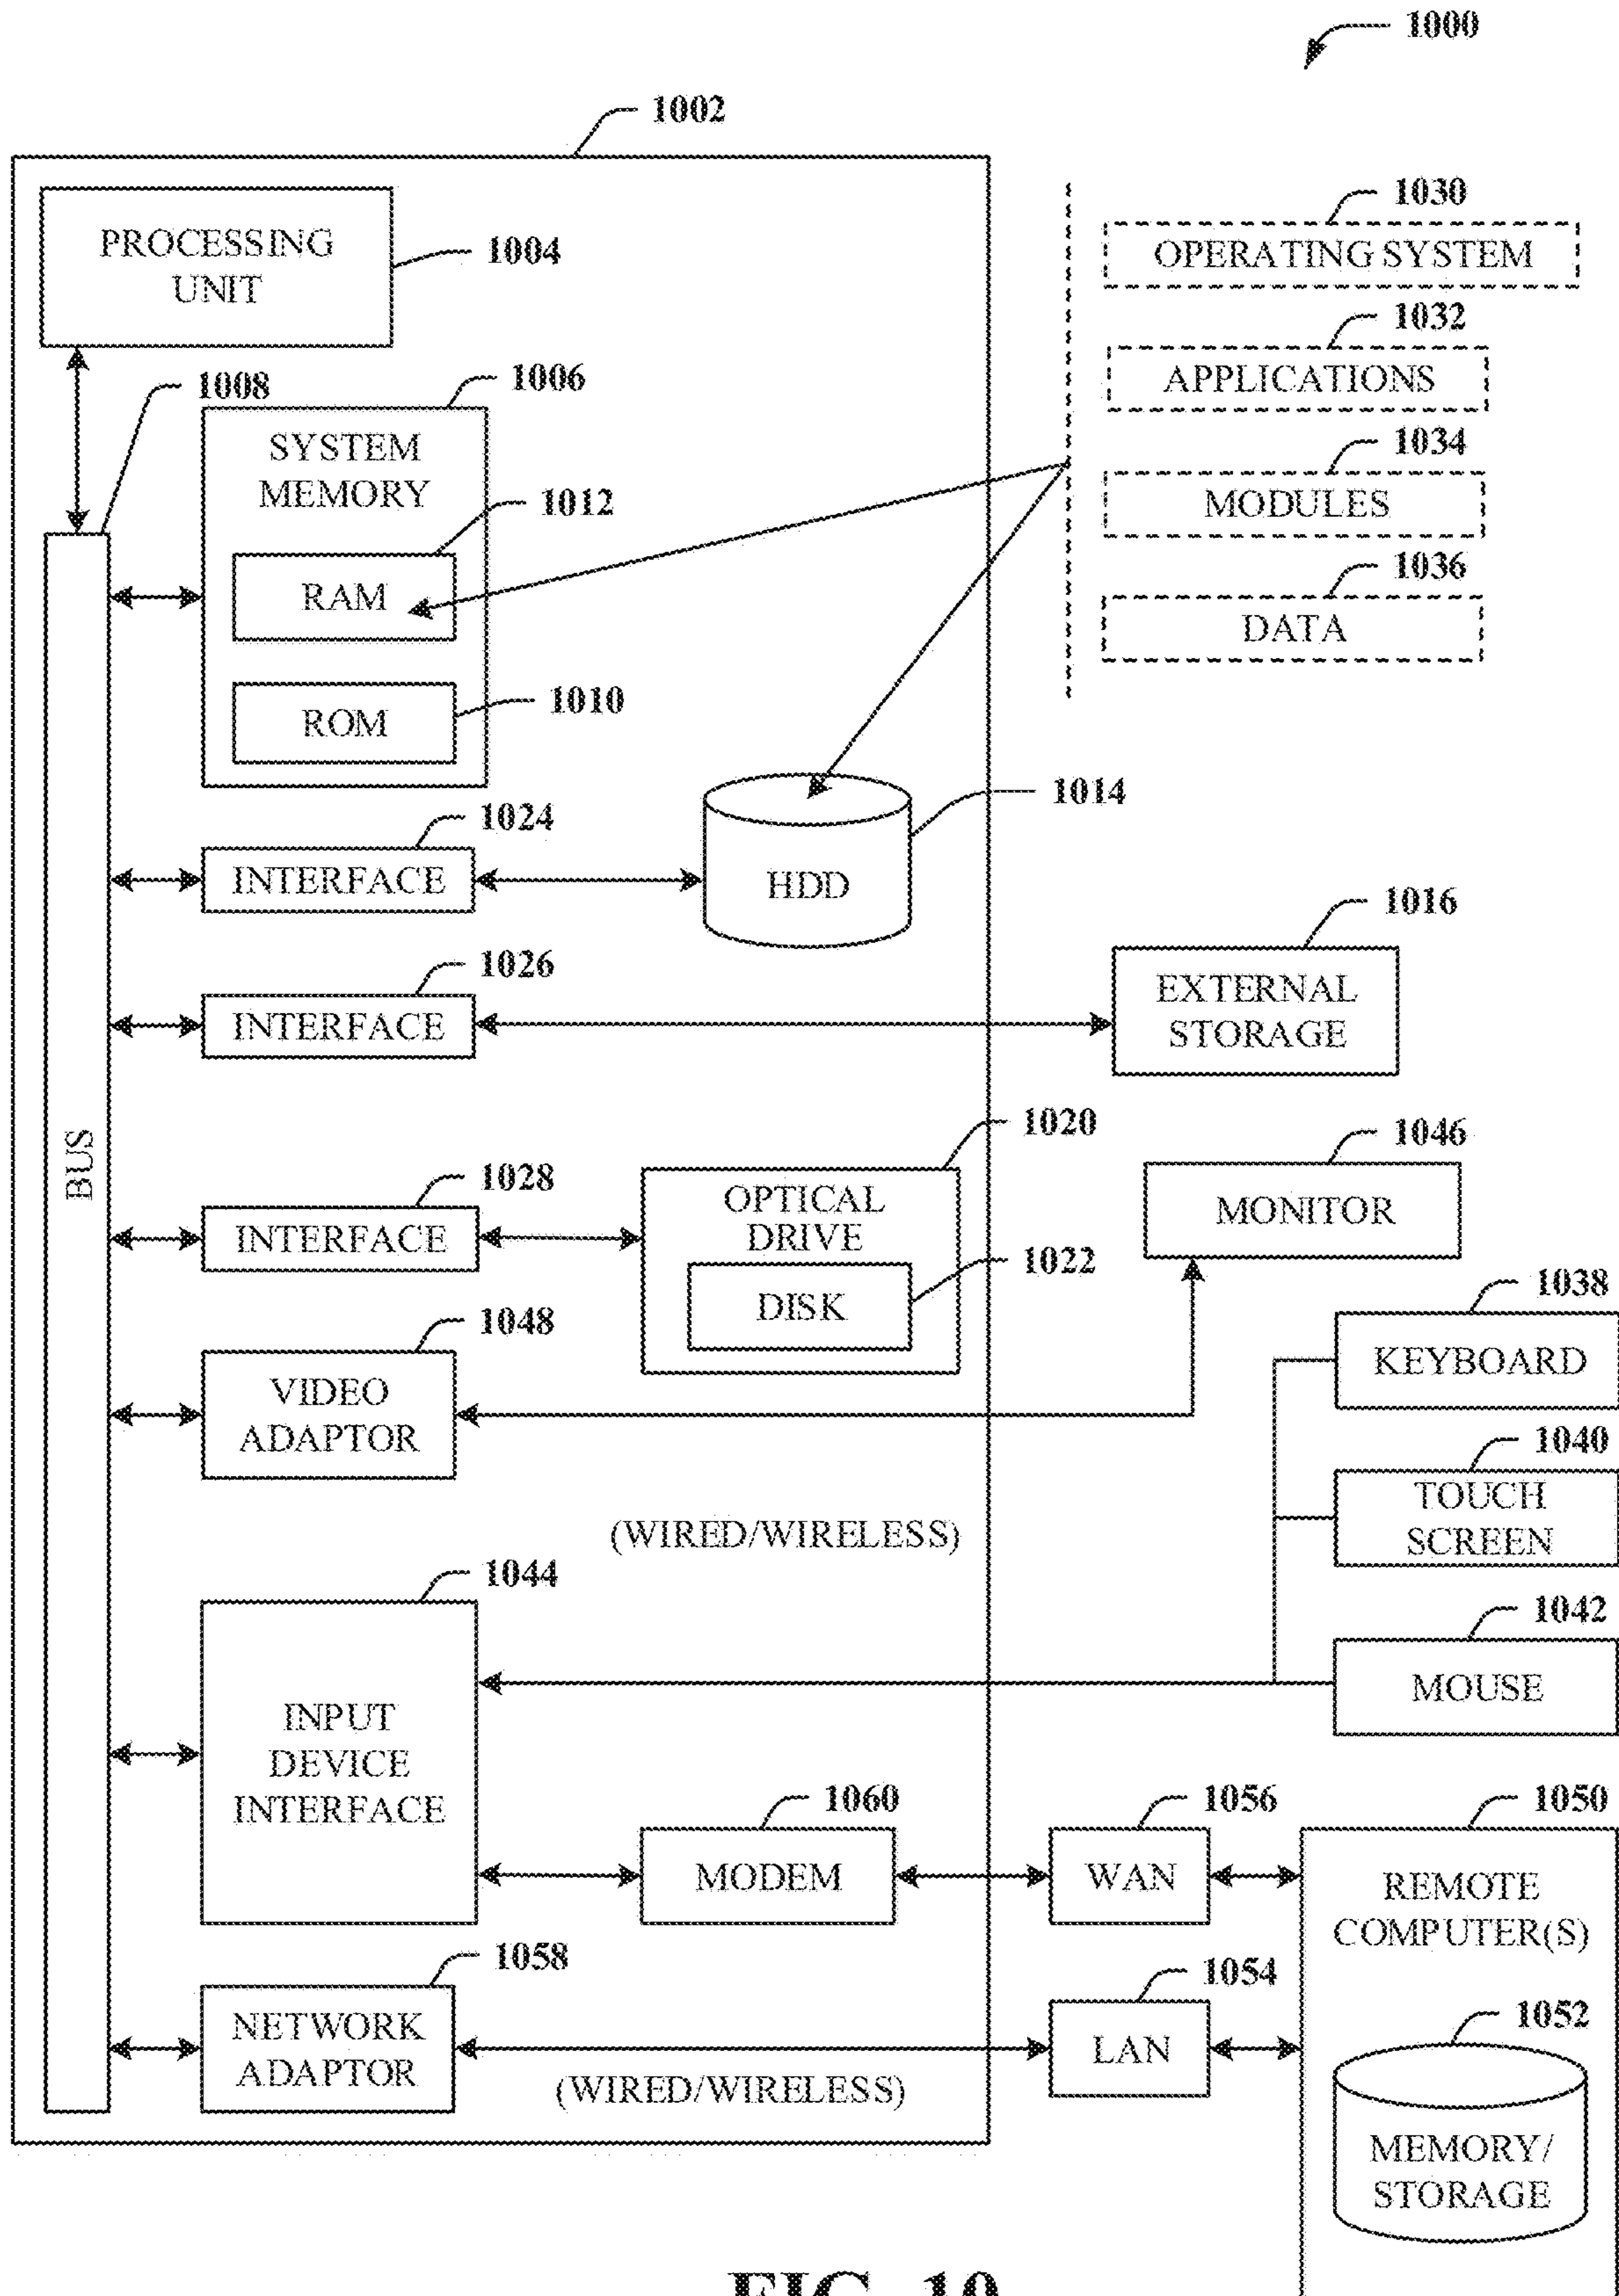 1000
1002
PROCESSING
UNIT
1004
1030
OPERATING SYSTEM
1032
APPLICATIONS
1034
MODULES
1036
DATA
1008
1006
SYSTEM
MEMORY
1012
RAM
1010
ROM
1024
INTERFACE
1014
HDD
1026
INTERFACE
1016
EXTERNAL
STORAGE
BUS
1028
INTERFACE
1020
OPTICAL
DRIVE
1022
DISK
1046
MONITOR
1048
VIDEO
ADAPTOR
1038
KEYBOARD
1040
TOUCH
SCREEN
(WIRED/WIRELESS)
1044
INPUT
DEVICE
INTERFACE
1042
MOUSE
1060
MODEM
1056
WAN
1050
REMOTE
COMPUTER(S)
1058
NETWORK
ADAPTOR
(WIRED/WIRELESS)
1054
LAN
1052
MEMORY/
STORAGE
FIG. 10